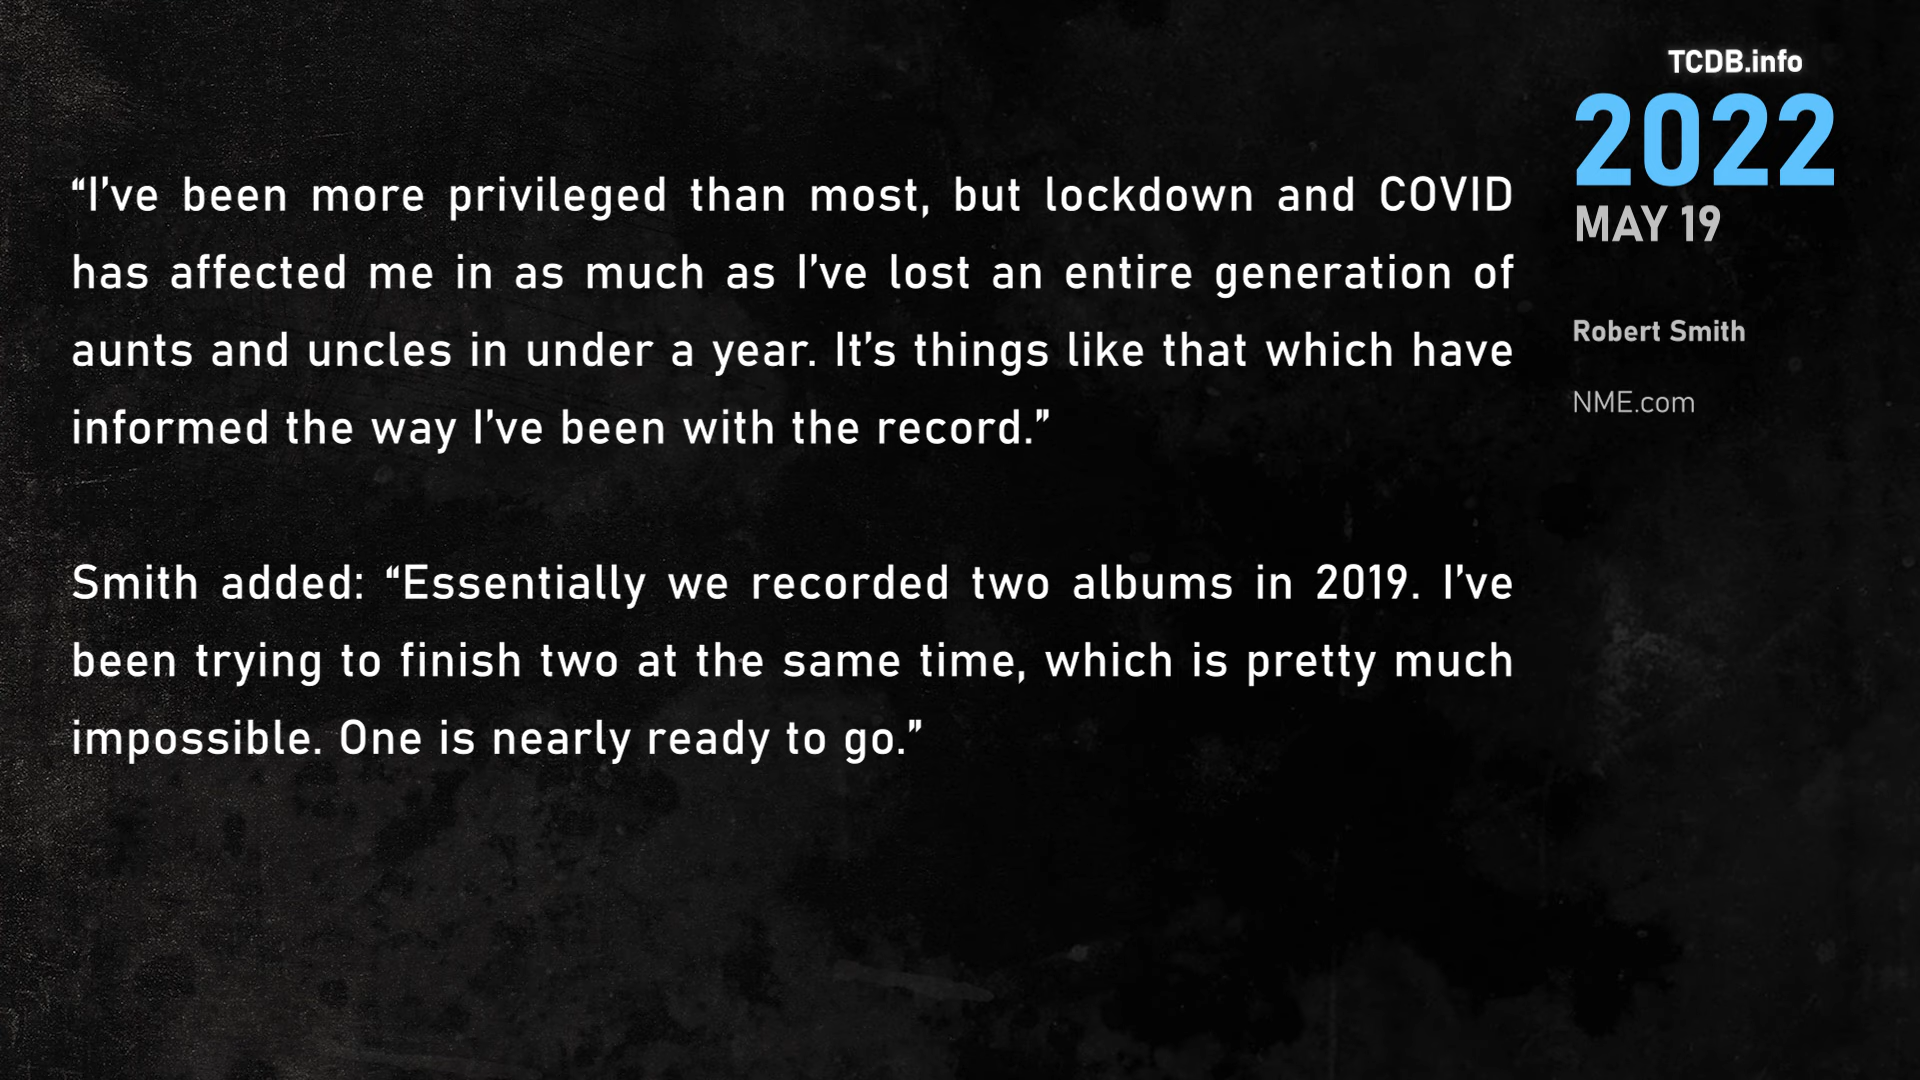 “I’ve been more privileged than most, but lockdown and COVID
has affected me in as much as I’ve lost an entire generation of
aunts and uncles in under a year. It’s things like that which have
informed the way I’ve been with the record.”
Smith added: “Essentially we recorded two albums in 2019. I’ve
been trying to finish two at the same time, which is pretty much
impossible. One is nearly ready to go.”
TCDB.info
2022
MAY 19
Robert Smith
NME.com